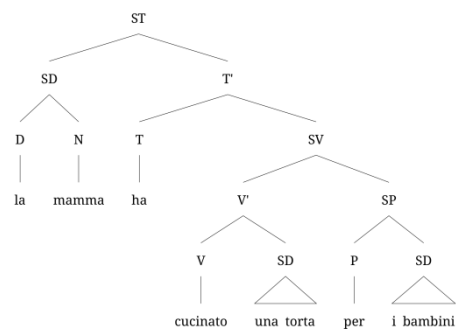 ST
SD T'
D N T SV
la mamma ha V' SP
V SD P SD
cucinato una torta per i bambini